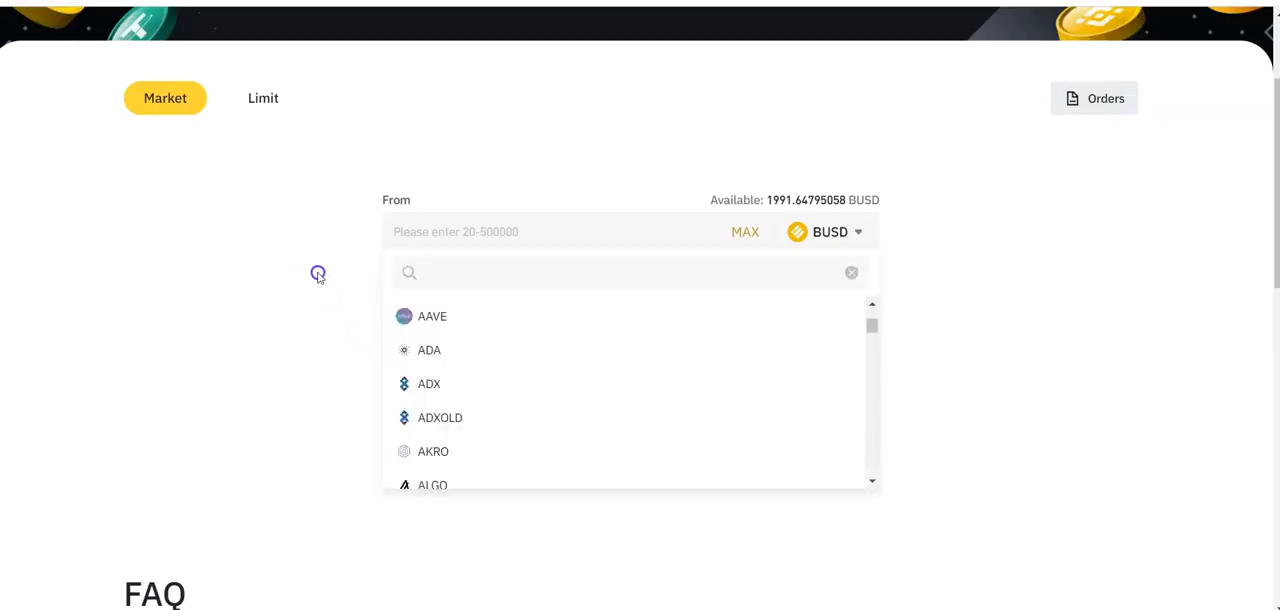 Market
Limit
Orders
From
Available: 1991.64795058 BUSD
Please enter 20-500000
MAX
BUSD
AAVE
ADA
ADX
ADXOLD
AKRO
ALGO
FAQ